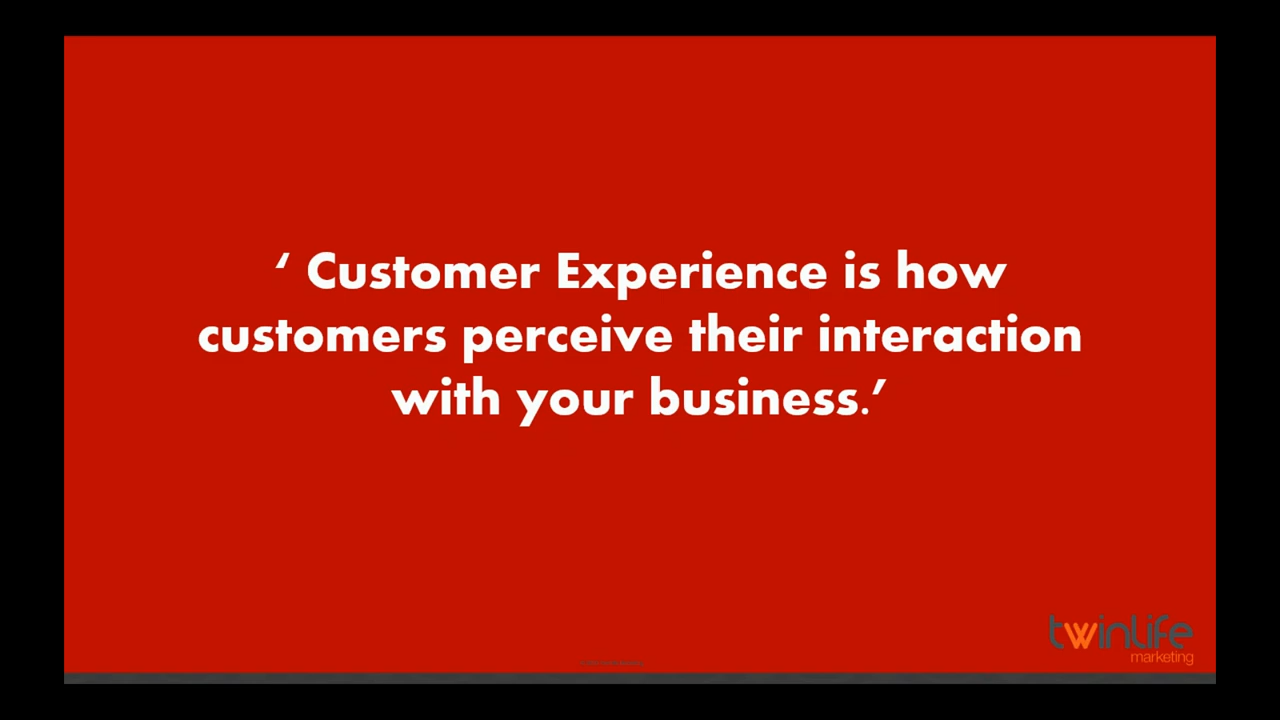 ‘ Customer Experience is how
customers perceive their interaction
with your business.’
twinlife
marketing